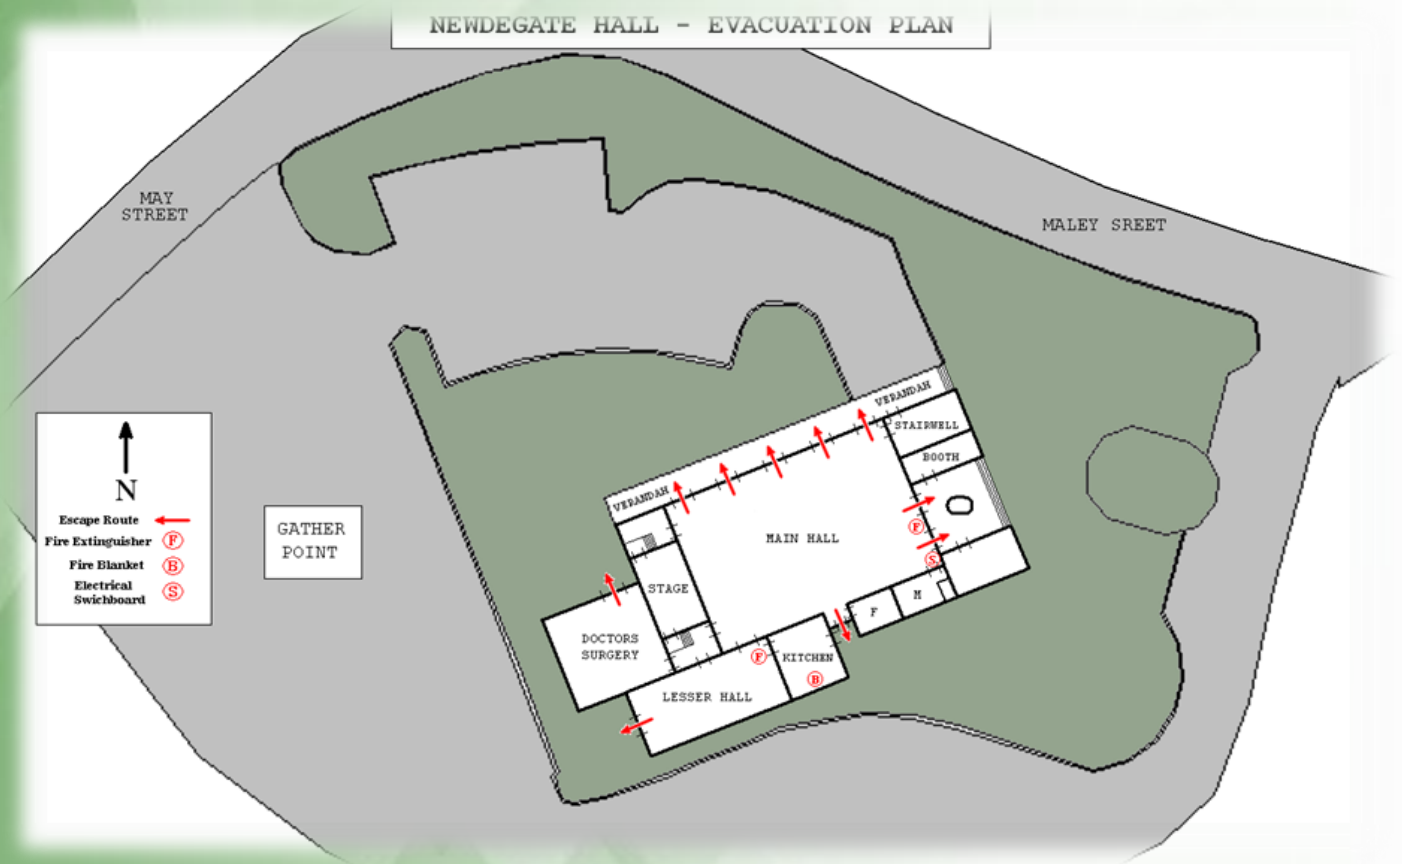 NEWDEGATE HALL - EVACUATION PLAN
MAY
STREET
MALEY SREET
VERANDAH
STAIRWELL
BOOTH
VERANDAH
N
Escape Route
Fire Extinguisher F
Fire Blanket B
Electrical
Swichboard S
GATHER
POINT
MAIN HALL
F
S
STAGE
M
F
DOCTORS
SURGERY
F
KITCHEN
B
LESSER HALL